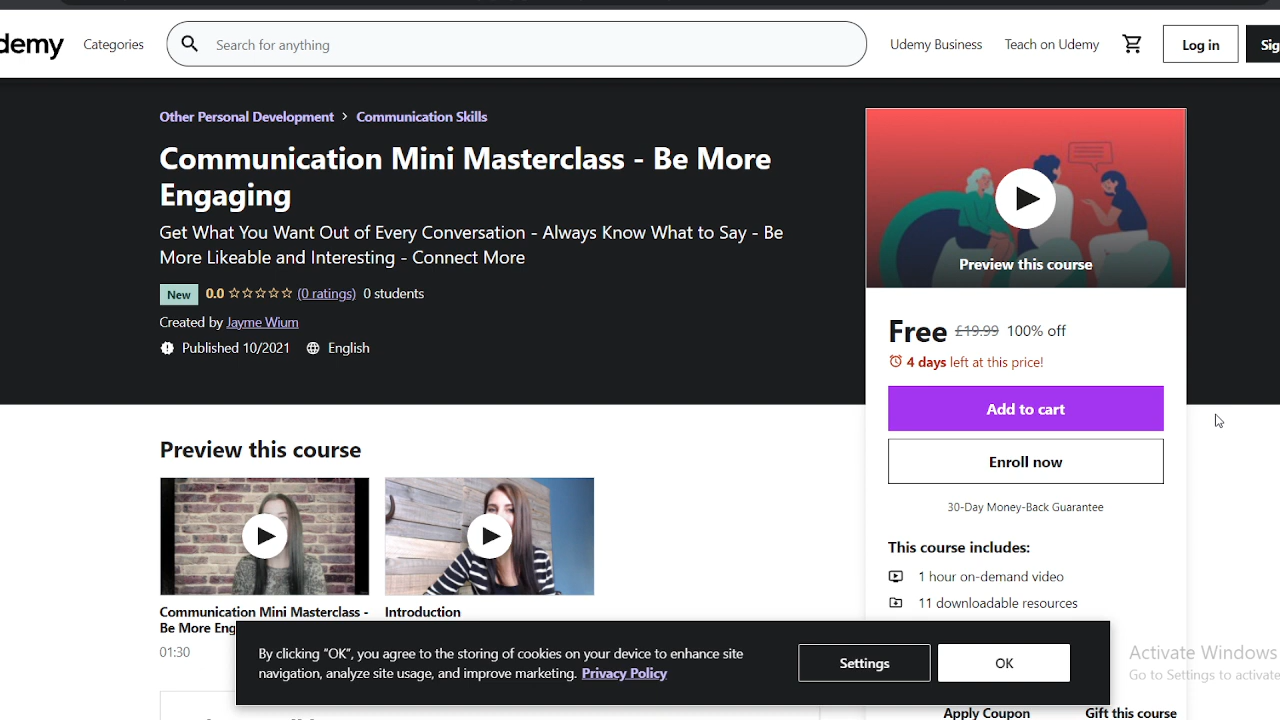 demy
Categories
Search for anything
Udemy Business
Teach on Udemy
Log in
Other Personal Development > Communication Skills
Communication Mini Masterclass - Be More
Engaging
Get What You Want Out of Every Conversation - Always Know What to Say - Be
More Likeable and Interesting - Connect More
New 0.0 (0 ratings) 0 students
Created by Jayme Wium
Published 10/2021 English
Preview this course
Free £19.99 100% off
4 days left at this price!
Add to cart
Enroll now
30-Day Money-Back Guarantee
This course includes:
1 hour on-demand video
11 downloadable resources
Preview this course
Communication Mini Masterclass -
Be More Eng
01:30
Introduction
By clicking "OK", you agree to the storing of cookies on your device to enhance site
navigation, analyze site usage, and improve marketing. Privacy Policy
Settings
OK
Activate Windows
Go to Settings to activate
Apply Coupon
Gift this course